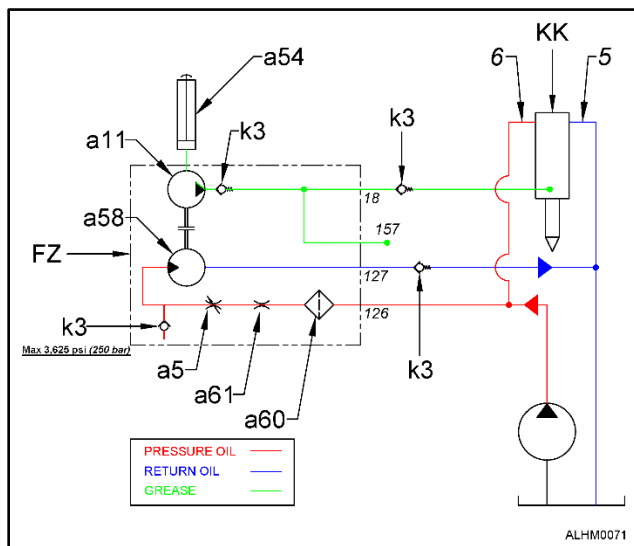 a54
6
KK
5
k3
k3
a11
18
a58
157
FZ
127
126
k3
Max 3,625 psi (250 bar)
a5
a61
a60
k3
PRESSURE OIL
RETURN OIL
GREASE
ALHM0071